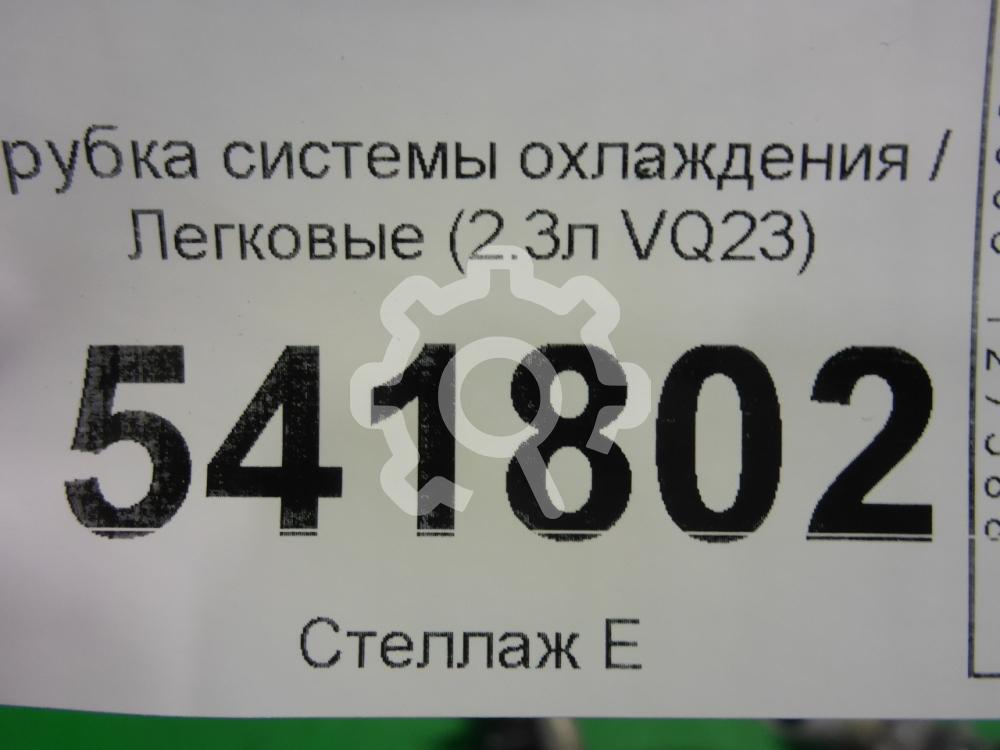 рубка системы охлаждения /
Легковые (2,3л VQ23)
541802
Стеллаж Е